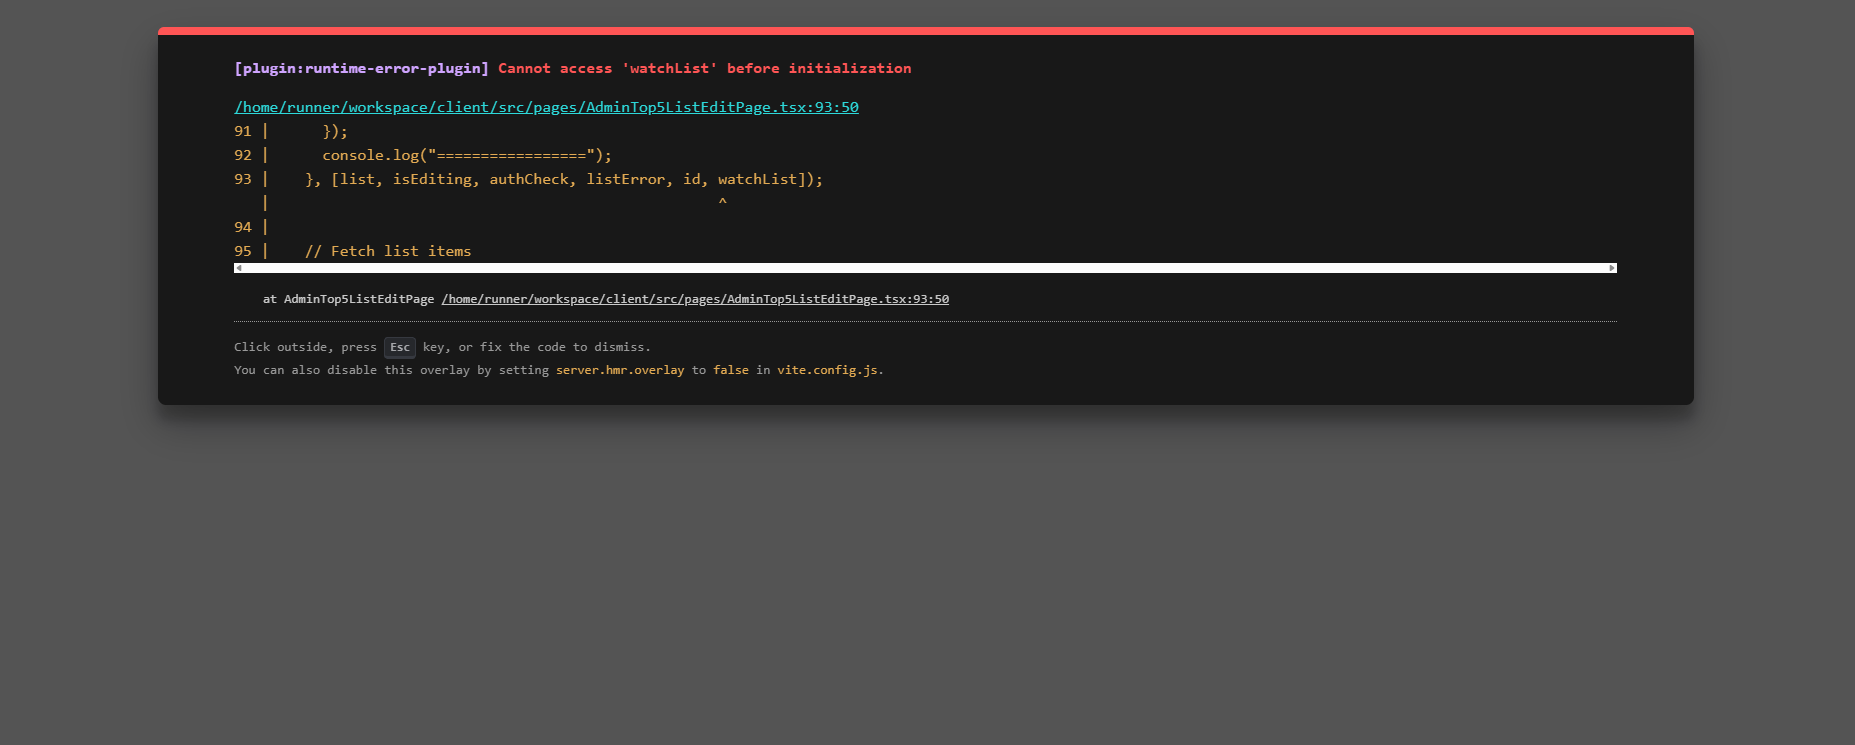 [plugin:runtime-error-plugin] Cannot access 'watchList' before initialization
/home/runner/workspace/client/src/pages/AdminTop5ListEditPage.tsx:93:50
91 |      });
92 |      console.log("=================");
93 |    }, [list, isEditing, authCheck, listError, id, watchList]);
   |                                                   ^
94 |
95 |    // Fetch list items
at AdminTop5ListEditPage /home/runner/workspace/client/src/pages/AdminTop5ListEditPage.tsx:93:50
Click outside, press Esc key, or fix the code to dismiss.
You can also disable this overlay by setting server.hmr.overlay to false in vite.config.js.